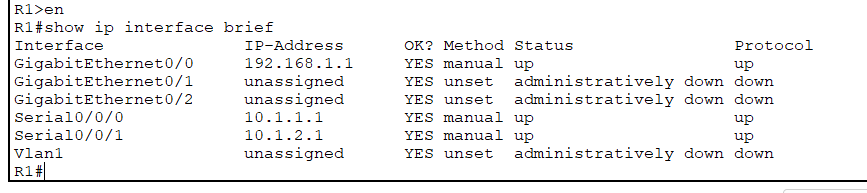 R1>en
R1#show ip interface brief
Interface IP-Address OK? Method Status Protocol
GigabitEthernet0/0 192.168.1.1 YES manual up up
GigabitEthernet0/1 unassigned YES unset administratively down down
GigabitEthernet0/2 unassigned YES unset administratively down down
Serial0/0/0 10.1.1.1 YES manual up up
Serial0/0/1 10.1.2.1 YES manual up up
Vlan1 unassigned YES unset administratively down down
R1#